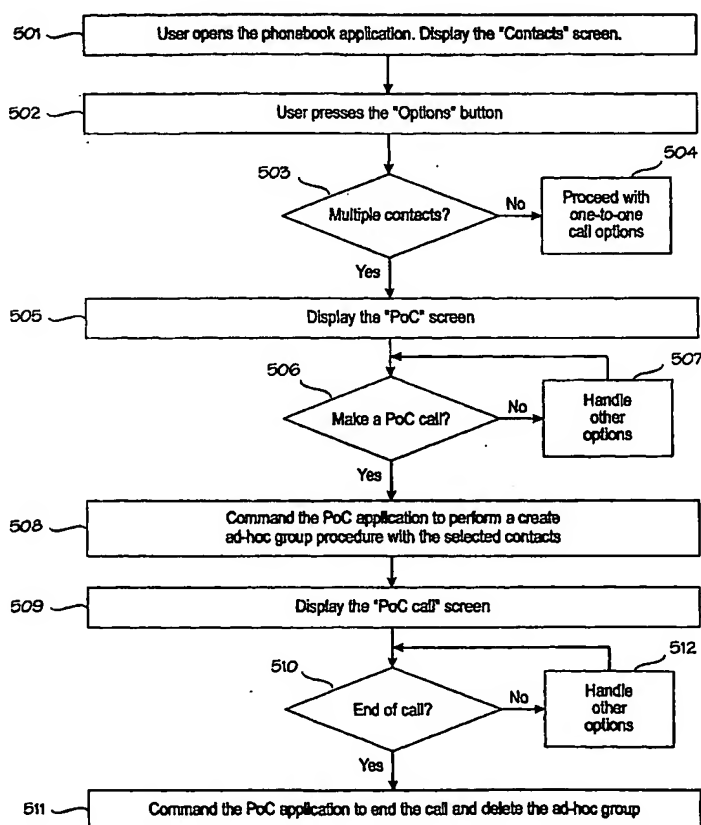 501
User opens the phonebook application. Display the "Contacts" screen.
502
User presses the "Options" button
503
504
Multiple contacts?
No
Proceed with
one-to-one
call options
Yes
505
Display the "PoC" screen
506
507
Make a PoC call?
No
Handle
other
options
Yes
508
Command the PoC application to perform a create
ad-hoc group procedure with the selected contacts
509
Display the "PoC call" screen
510
512
End of call?
No
Handle
other
options
Yes
511
Command the PoC application to end the call and delete the ad-hoc group